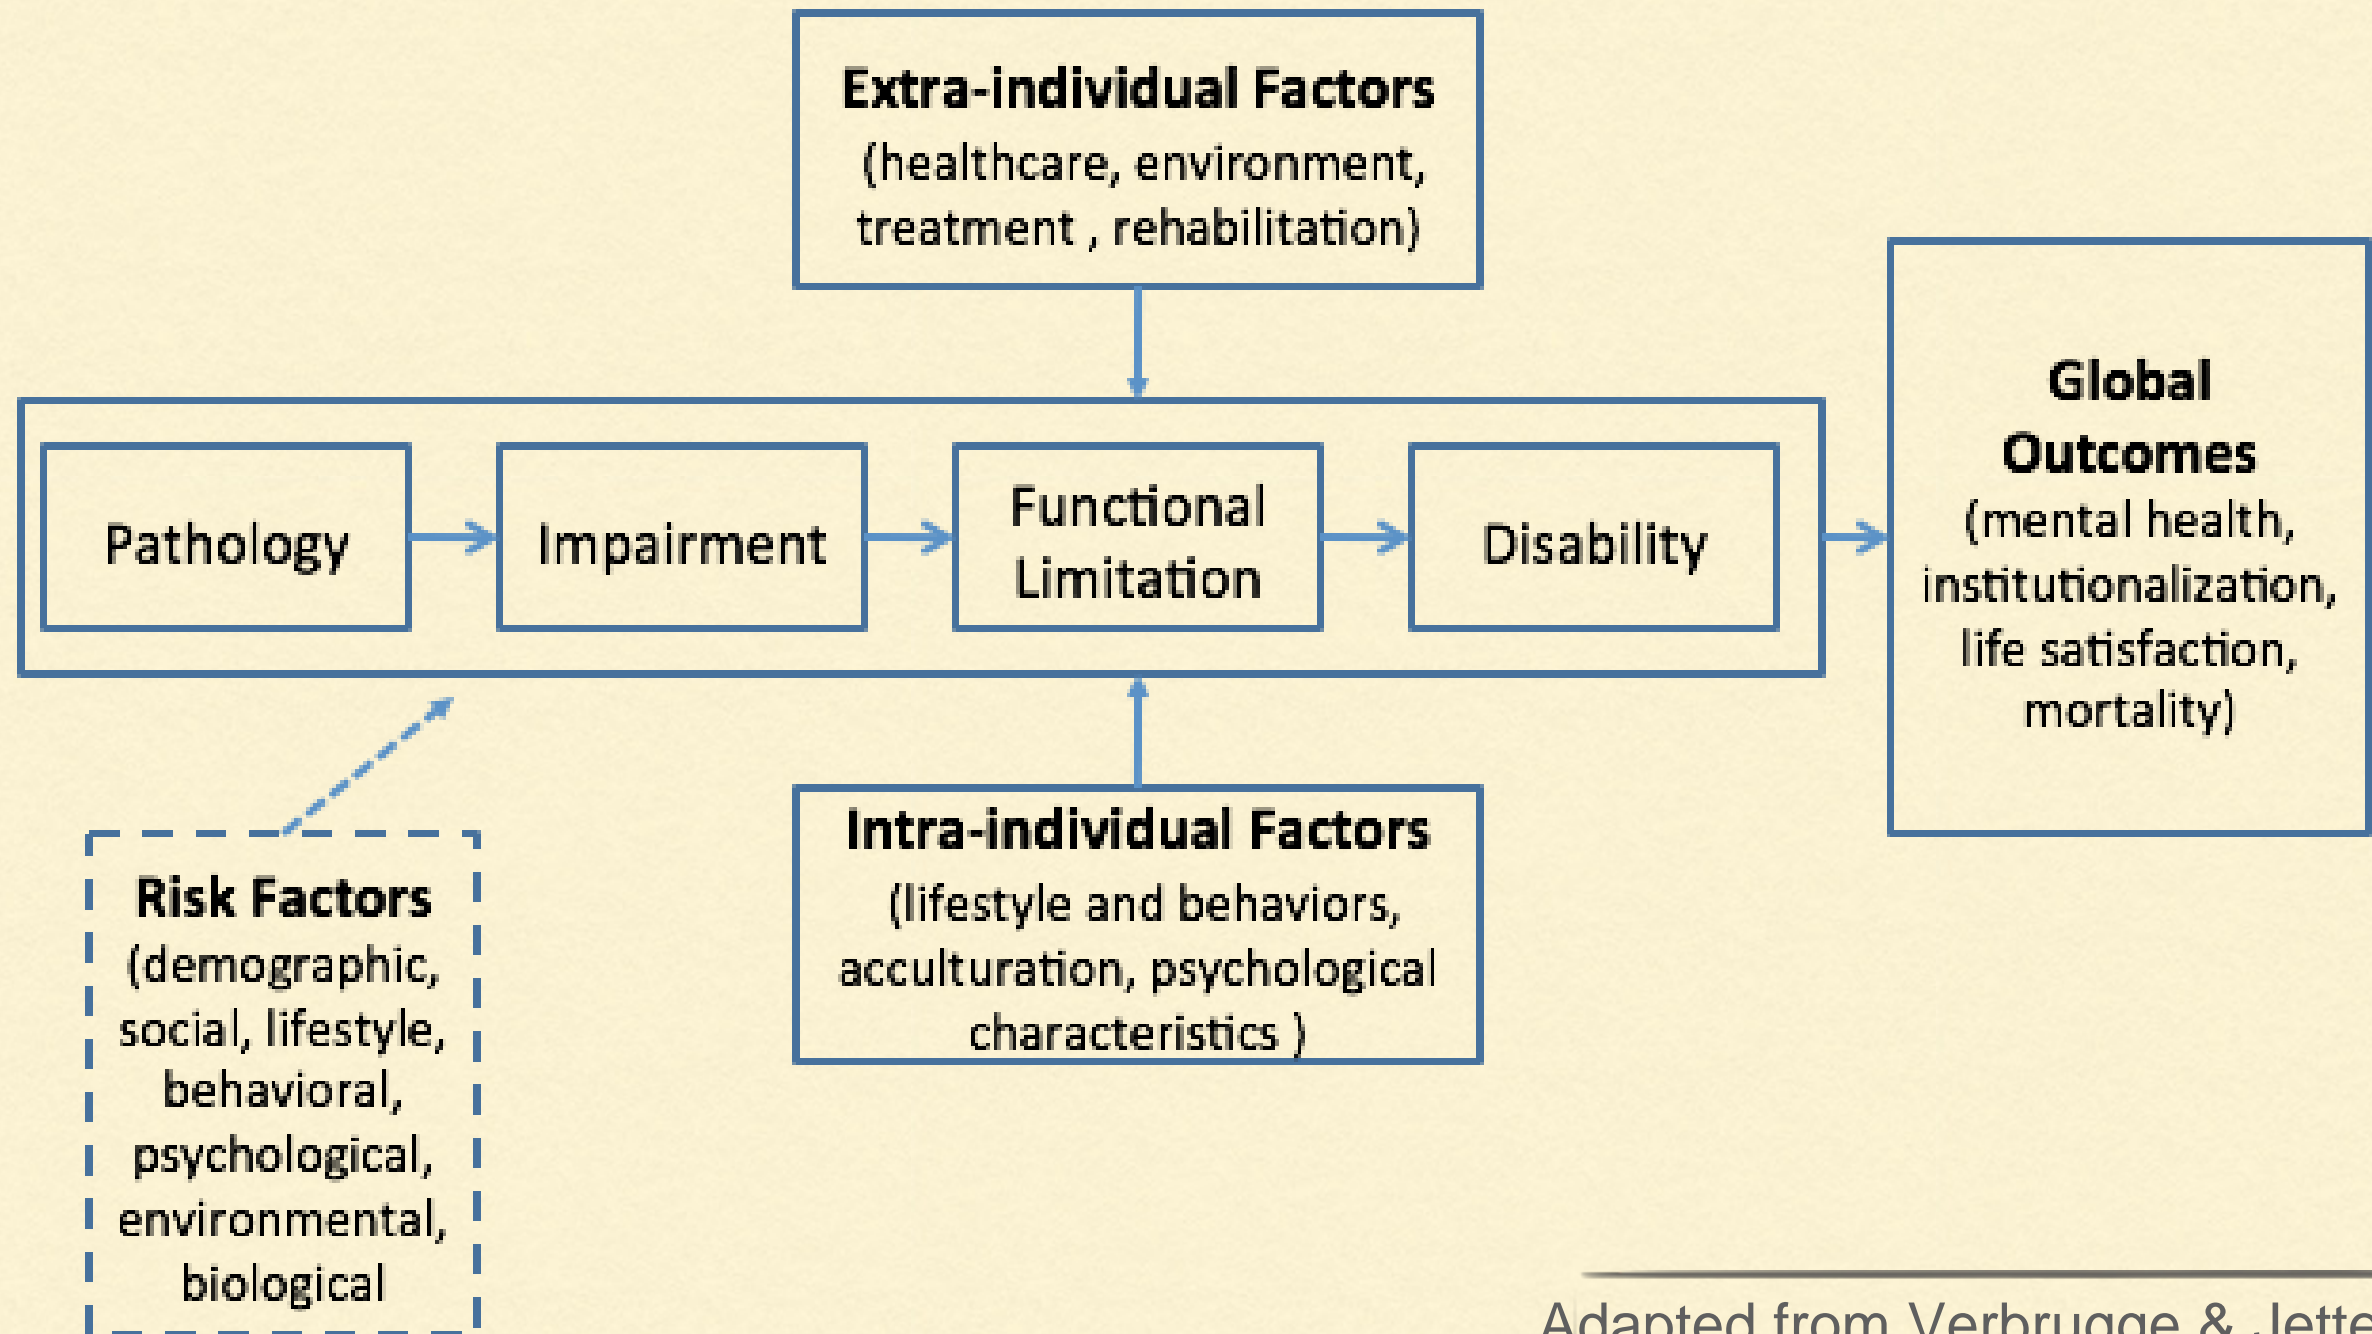 Extra-individual Factors
(healthcare, environment,
treatment , rehabilitation)
Pathology
Impairment
Functional
Limitation
Disability
Global
Outcomes
(mental health,
institutionalization,
life satisfaction,
mortality)
Risk Factors
(demographic,
social, lifestyle,
behavioral,
psychological,
environmental,
biological
Intra-individual Factors
(lifestyle and behaviors,
acculturation, psychological
characteristics )
Adapted from Verbrugge & Jette